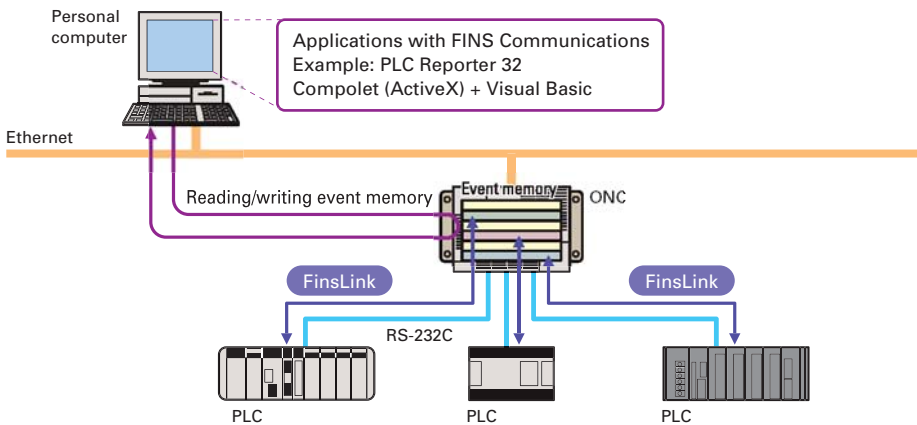 Personal
computer
Applications with FINS Communications
Example: PLC Reporter 32
Compolet (ActiveX) + Visual Basic
Ethernet
Event memory
ONC
Reading/writing event memory
FinsLink
FinsLink
RS-232C
PLC
PLC
PLC